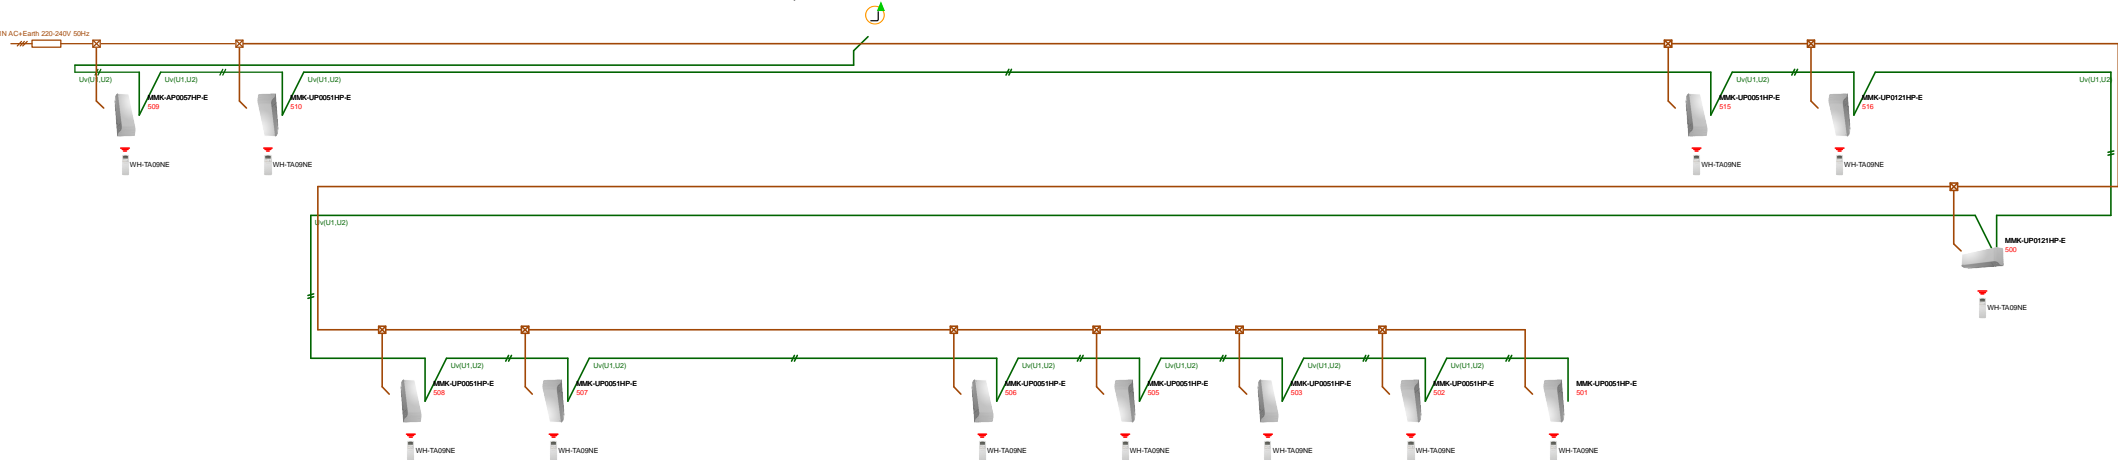 IN AC+Earth 220-240V 50Hz
Uv(U1,U2)
Uv(U1,U2)
Uv(U1,U2)
Uv(U1,U2)
Uv(U1,U2)
MMK-AP0057HP-E
509
MMK-UP0051HP-E
510
MMK-UP0051HP-E
515
MMK-UP0121HP-E
516
WH-TA09NE
WH-TA09NE
WH-TA09NE
WH-TA09NE
Uv(U1,U2)
MMK-UP0121HP-E
500
WH-TA09NE
Uv(U1,U2)
Uv(U1,U2)
Uv(U1,U2)
Uv(U1,U2)
Uv(U1,U2)
Uv(U1,U2)
MMK-UP0051HP-E
508
MMK-UP0051HP-E
507
MMK-UP0051HP-E
506
MMK-UP0051HP-E
505
MMK-UP0051HP-E
503
MMK-UP0051HP-E
502
MMK-UP0051HP-E
501
WH-TA09NE
WH-TA09NE
WH-TA09NE
WH-TA09NE
WH-TA09NE
WH-TA09NE
WH-TA09NE